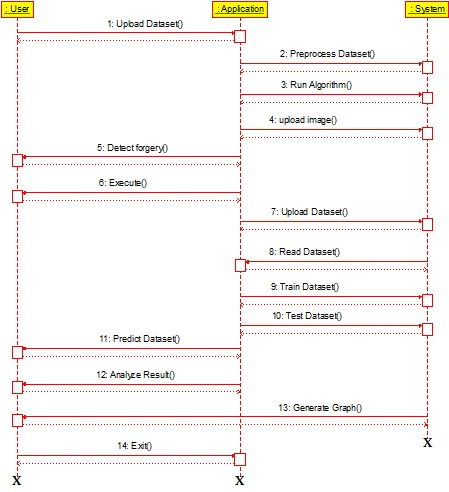 : User
: Application
: System
1: Upload Dataset()
2: Preprocess Dataset()
3: Run Algorithm()
4: upload image()
5: Detect forgery()
6: Execute()
7: Upload Dataset()
8: Read Dataset()
9: Train Dataset()
10: Test Dataset()
11: Predict Dataset()
12: Analyze Result()
13: Generate Graph()
14: Exit()